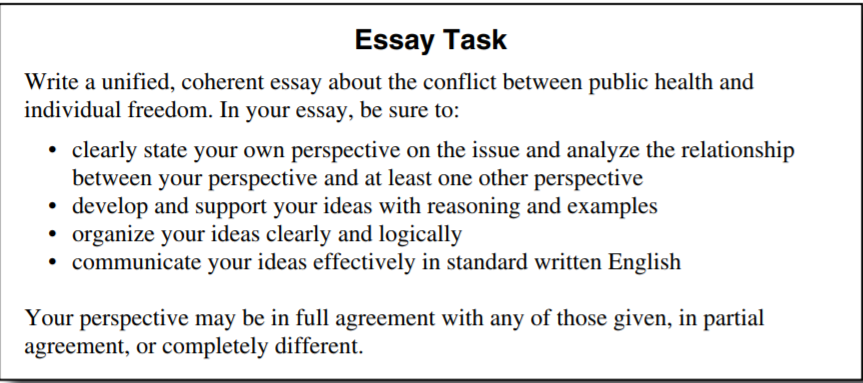 Essay Task
Write a unified, coherent essay about the conflict between public health and
individual freedom. In your essay, be sure to:
• clearly state your own perspective on the issue and analyze the relationship
between your perspective and at least one other perspective
• develop and support your ideas with reasoning and examples
• organize your ideas clearly and logically
• communicate your ideas effectively in standard written English
Your perspective may be in full agreement with any of those given, in partial
agreement, or completely different.